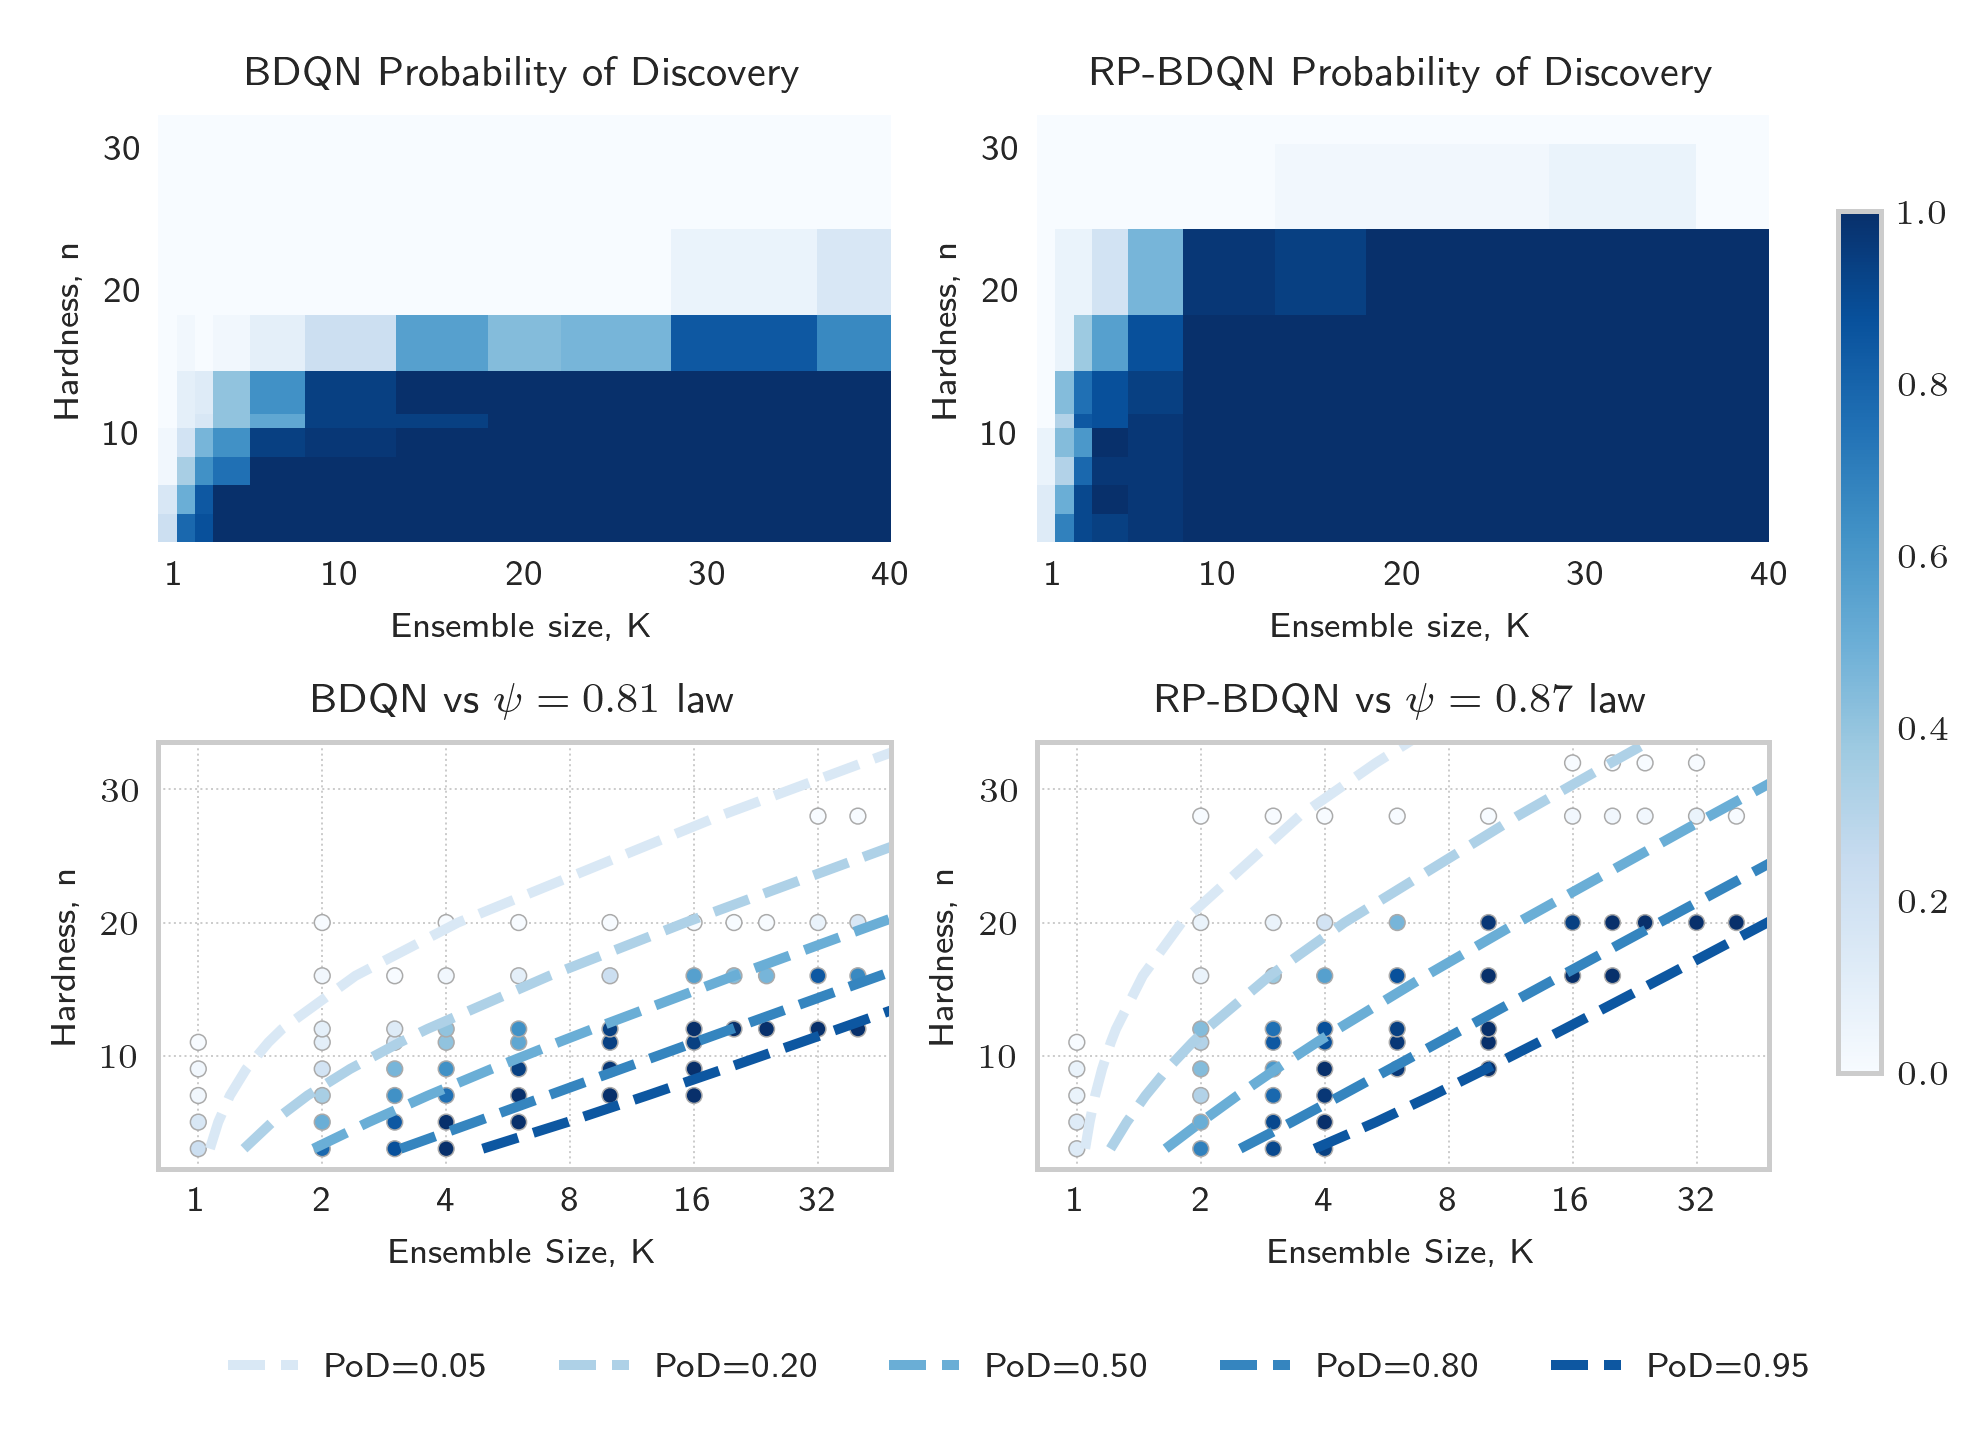 BDQN Probability of Discovery
RP-BDQN Probability of Discovery
30
20
10
Hardness, n
1 10 20 30 40
Ensemble size, K
30
20
10
Hardness, n
1 10 20 30 40
Ensemble size, K
1.0
0.8
0.6
0.4
0.2
0.0
BDQN vs ψ = 0.81 law
RP-BDQN vs ψ = 0.87 law
30
20
10
Hardness, n
1 2 4 8 16 32
Ensemble Size, K
30
20
10
Hardness, n
1 2 4 8 16 32
Ensemble Size, K
PoD=0.05 PoD=0.20 PoD=0.50 PoD=0.80 PoD=0.95